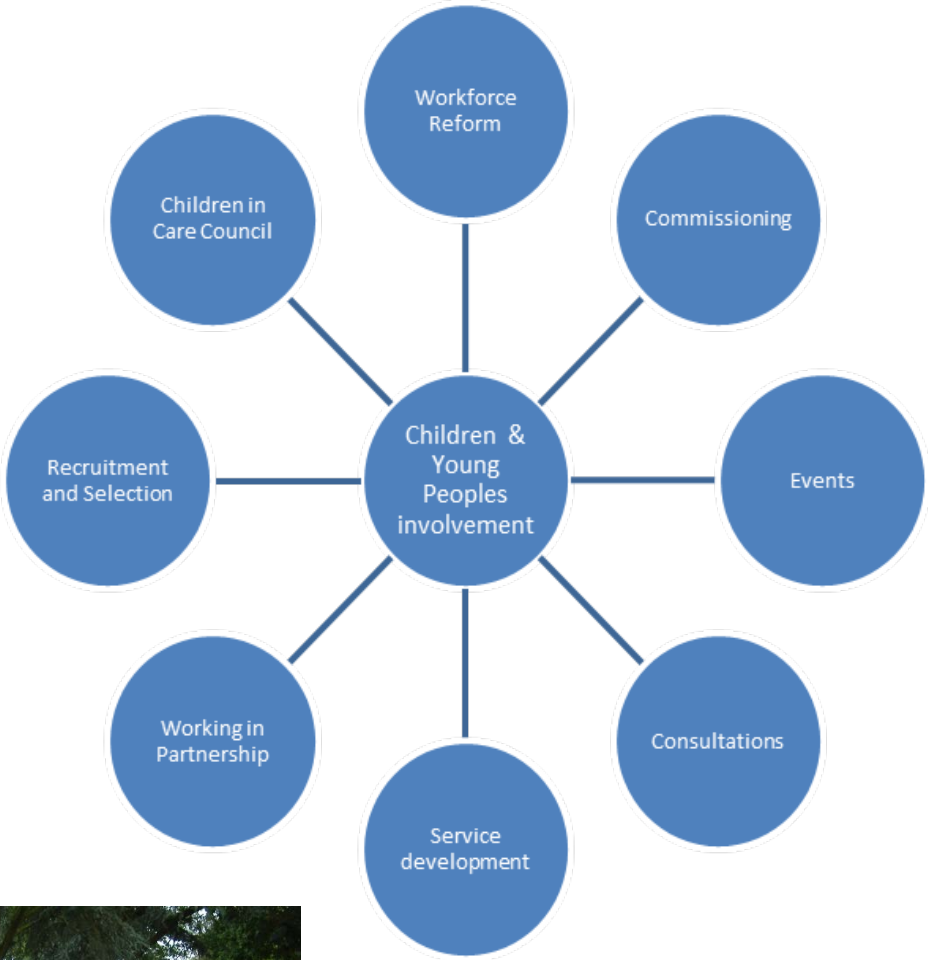 Workforce
Reform
Children in
Care Council
Commissioning
Children & 
Young
Peoples
involvement
Recruitment
and Selection
Events
Working in
Partnership
Consultations
Service
development